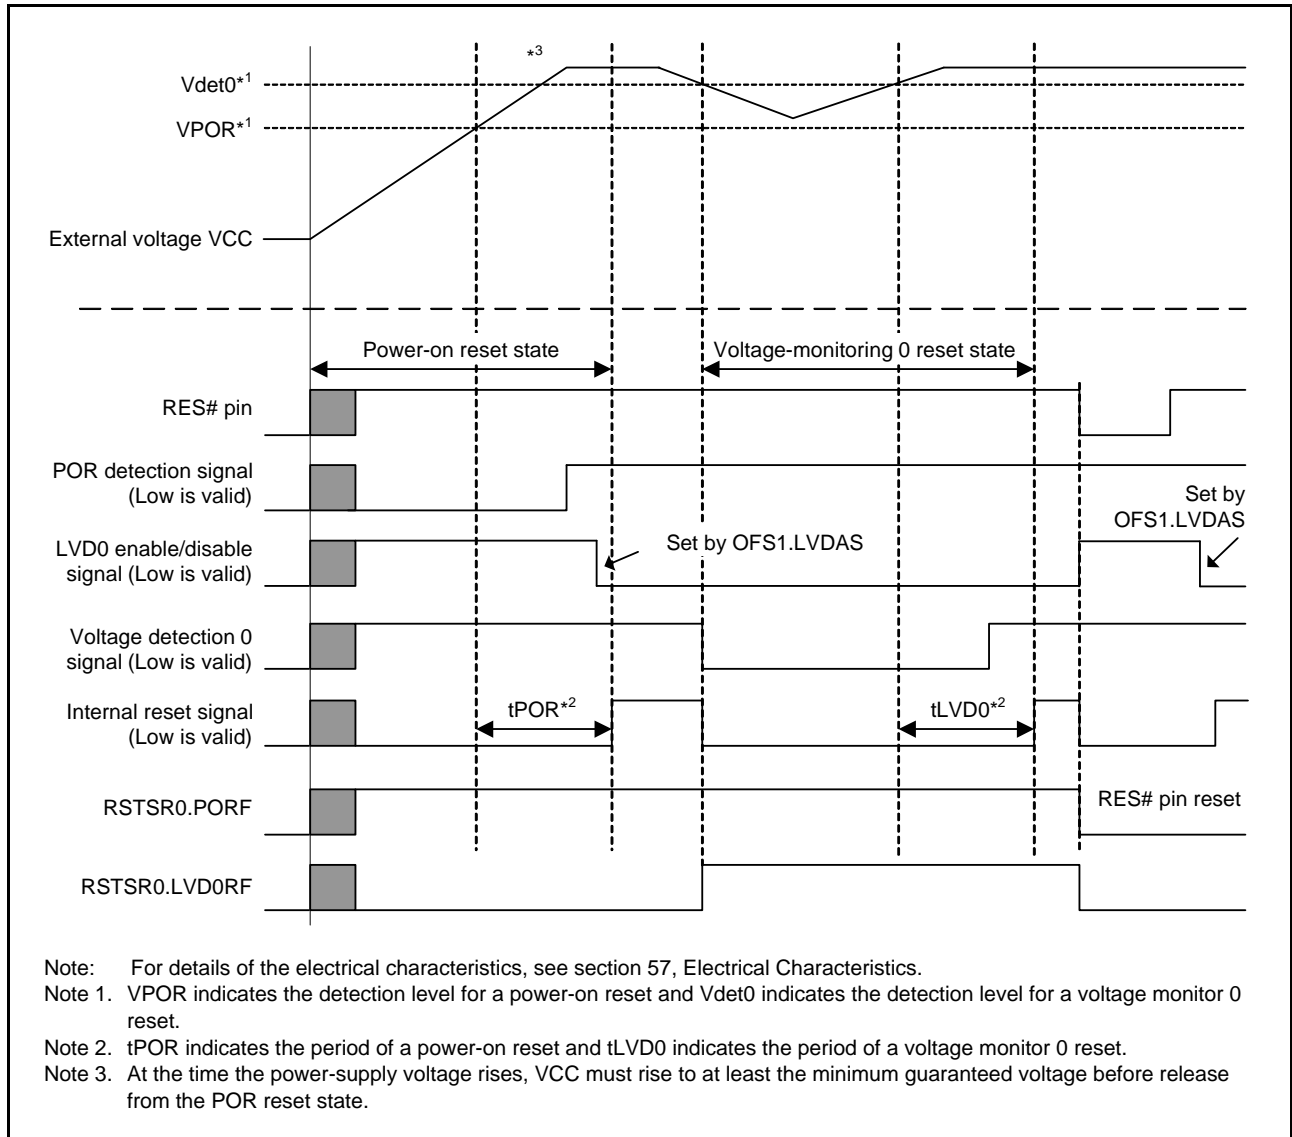 *3
Vdet0*1
VPOR*1
External voltage VCC
Power-on reset state
Voltage-monitoring 0 reset state
RES# pin
POR detection signal
(Low is valid)
Set by
OFS1.LVDAS
LVD0 enable/disable
signal (Low is valid)
Set by OFS1.LVDAS
Voltage detection 0
signal (Low is valid)
Internal reset signal
(Low is valid)
tPOR*2
tLVD0*2
RSTSR0.PORF
RES# pin reset
RSTSR0.LVD0RF
Note: For details of the electrical characteristics, see section 57, Electrical Characteristics.
Note 1. VPOR indicates the detection level for a power-on reset and Vdet0 indicates the detection level for a voltage monitor 0
reset.
Note 2. tPOR indicates the period of a power-on reset and tLVD0 indicates the period of a voltage monitor 0 reset.
Note 3. At the time the power-supply voltage rises, VCC must rise to at least the minimum guaranteed voltage before release
from the POR reset state.